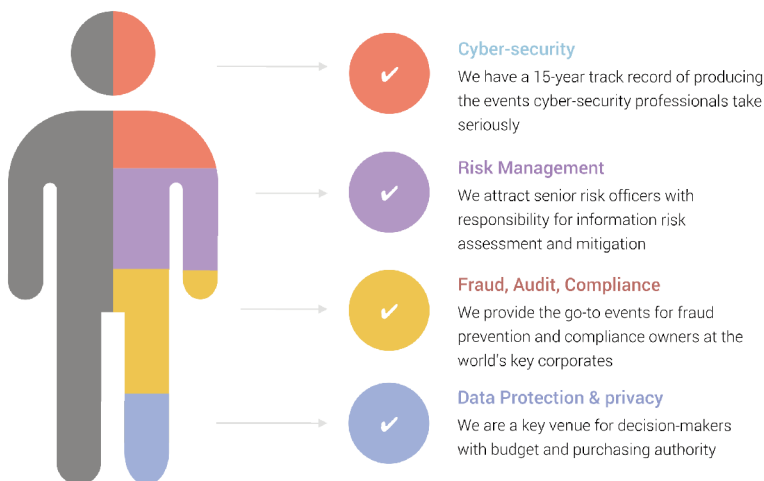 Cyber-security
We have a 15-year track record of producing
the events cyber-security professionals take
seriously
Risk Management
We attract senior risk officers with
responsibility for information risk
assessment and mitigation
Fraud, Audit, Compliance
We provide the go-to events for fraud
prevention and compliance owners at the
world's key corporates
Data Protection & privacy
We are a key venue for decision-makers
with budget and purchasing authority